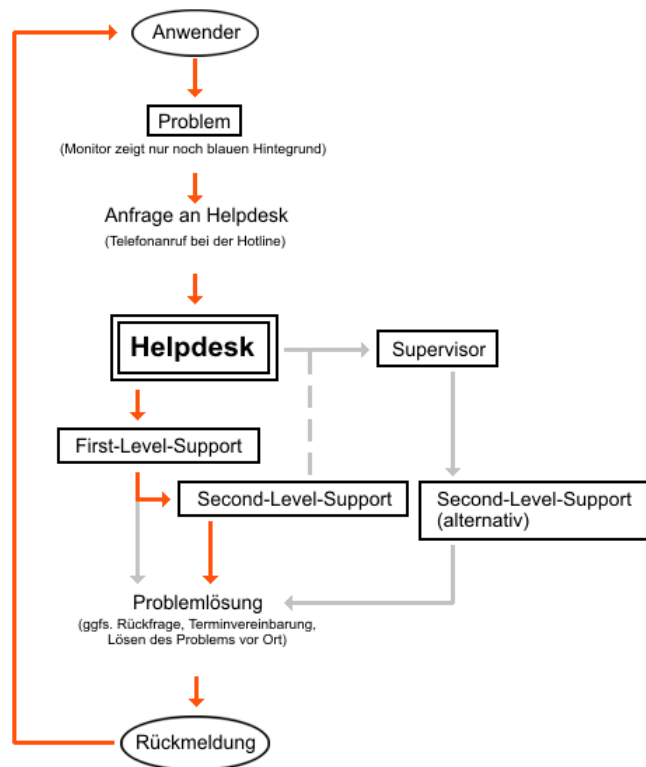 Anwender
Problem
(Monitor zeigt nur noch blauen Hintegrund)
Anfrage an Helpdesk
(Telefonanruf bei der Hotline)
Helpdesk
Supervisor
First-Level-Support
Second-Level-Support
Second-Level-Support
(alternativ)
Problemlösung
(ggfs. Rückfrage, Terminvereinbarung,
Lösen des Problems vor Ort)
Rückmeldung